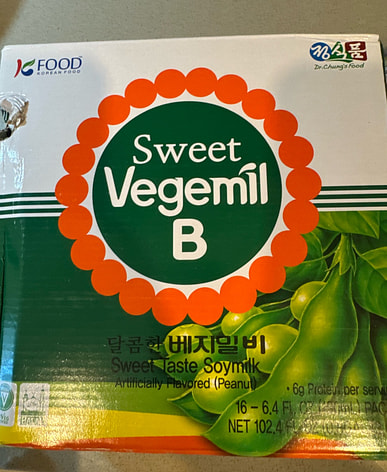 K FOOD
KOREAN FOOD
정식품
Dr.Chung's Food
Sweet
Vegemil
B
달콤한 베지밀 비
Sweet Taste Soymilk
Artificially Flavored (Peanut)
• 6g Protein per
16 - 6.4 FL
NET 102.4